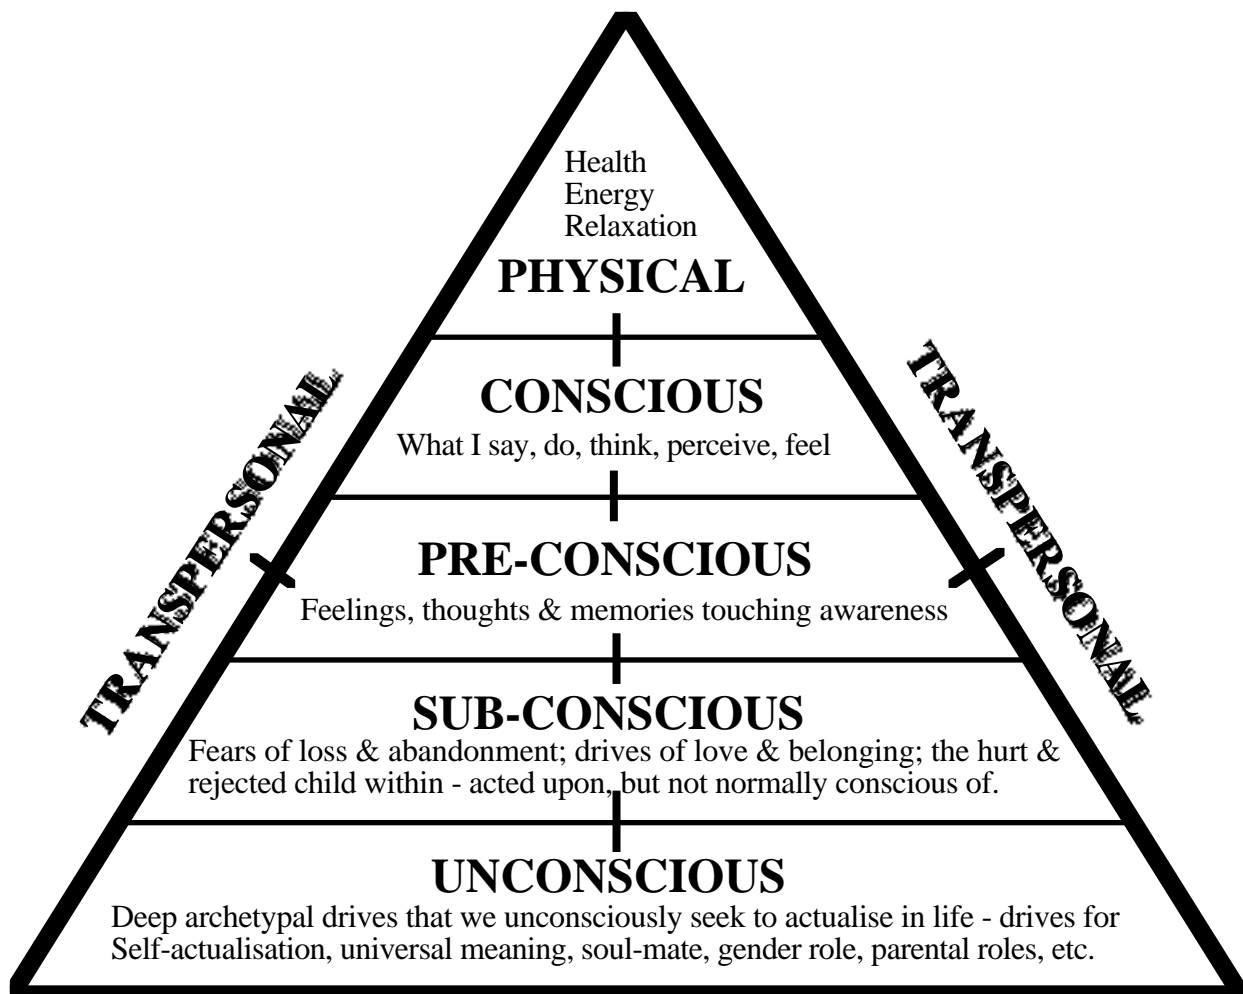 Health
Energy
Relaxation
PHYSICAL
CONSCIOUS
What I say, do, think, perceive, feel
TRANSPERSONAL
TRANSPERSONAL
PRE-CONSCIOUS
Feelings, thoughts & memories touching awareness
SUB-CONSCIOUS
Fears of loss & abandonment; drives of love & belonging; the hurt &
rejected child within - acted upon, but not normally conscious of.
UNCONSCIOUS
Deep archetypal drives that we unconsciously seek to actualise in life - drives for
Self-actualisation, universal meaning, soul-mate, gender role, parental roles, etc.